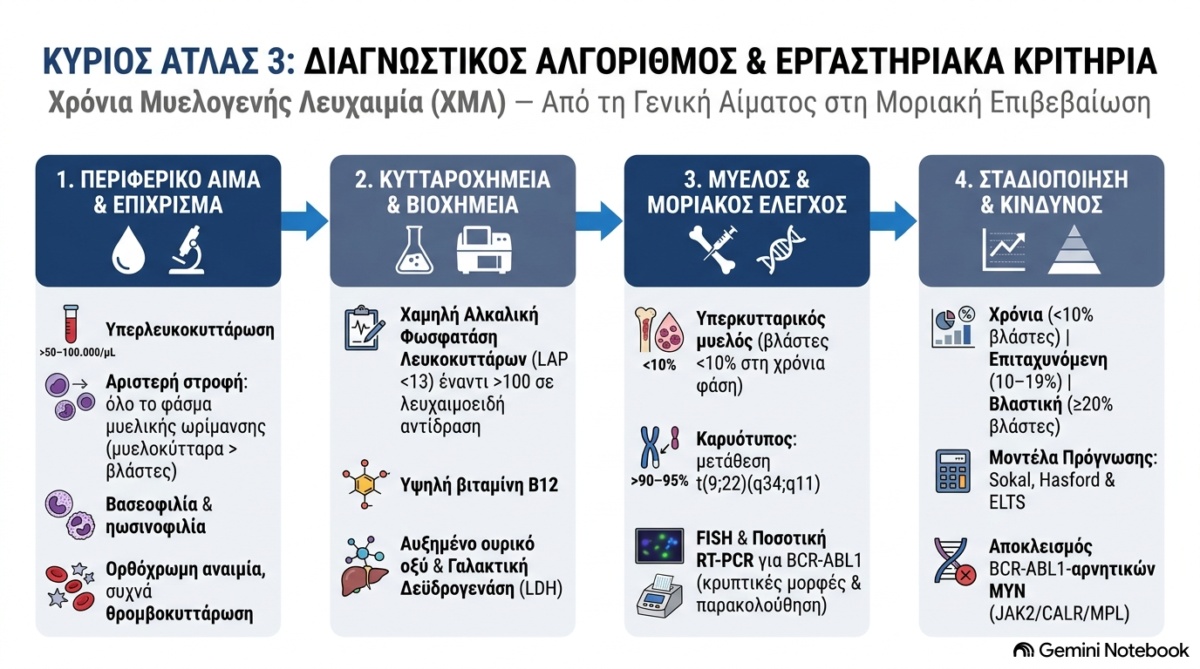 ΚΥΡΙΟΣ ΑΤΛΑΣ 3: ΔΙΑΓΝΩΣΤΙΚΟΣ ΑΛΓΟΡΙΘΜΟΣ & ΕΡΓΑΣΤΗΡΙΑΚΑ ΚΡΙΤΗΡΙΑ
Χρόνια Μυελογενής Λευχαιμία (ΧΜΛ) — Από τη Γενική Αίματος στη Μοριακή Επιβεβαίωση
1. ΠΕΡΙΦΕΡΙΚΟ ΑΙΜΑ
& ΕΠΙΧΡΙΣΜΑ
Υπερλευκοκυττάρωση
>50–100.000/μL
Αριστερή στροφή:
όλο το φάσμα
μυελικής ωρίμανσης
(μυελοκύτταρα >
βλάστες)
Βασεοφιλία &
ηωσινοφιλία
Ορθόχρωμη αναιμία,
συχνά
θρομβοκυττάρωση
2. ΚΥΤΤΑΡΟΧΗΜΕΙΑ
& ΒΙΟΧΗΜΕΙΑ
Χαμηλή Αλκαλική
Φωσφατάση
Λευκοκυττάρων (LAP
<13) έναντι >100 σε
λευχαιμοειδή
αντίδραση
Υψηλή βιταμίνη B12
Αυξημένο ουρικό
οξύ & Γαλακτική
Δεϋδρογενάση (LDH)
3. ΜΥΕΛΟΣ &
ΜΟΡΙΑΚΟΣ ΕΛΕΓΧΟΣ
Υπερκυτταρικός
μυελός (βλάστες
<10% στη χρόνια
φάση)
<10%
Καρυότυπος:
μετάθεση
t(9;22)(q34;q11)
>90–95%
FISH & Ποσοτική
RT-PCR για BCR-ABL1
(κρυπτικές μορφές &
παρακολούθηση)
4. ΣΤΑΔΙΟΠΟΙΗΣΗ
& ΚΙΝΔΥΝΟΣ
%
Χρόνια (<10%
βλάστες) |
Επιταχυνόμενη
(10–19%) |
Βλαστική (≥20%
βλάστες)
Μοντέλα Πρόγνωσης:
Sokal, Hasford &
ELTS
Αποκλεισμός
BCR-ABL1-αρνητικών
ΜΥΝ
(JAK2/CALR/MPL)
Gemini Notebook